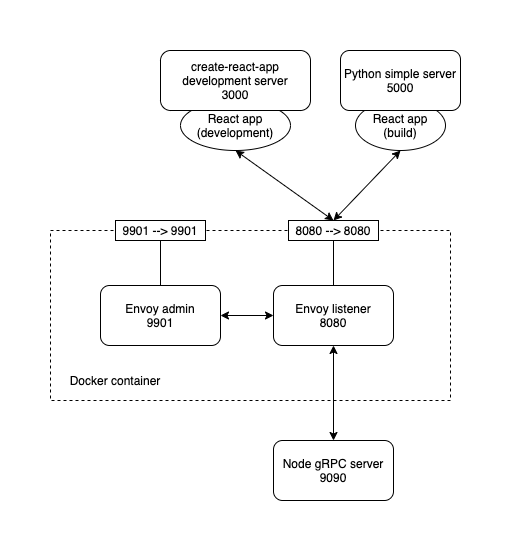 create-react-app
development server
3000
React app
(development)
Python simple server
5000
React app
(build)
9901 --> 9901
8080 --> 8080
Envoy admin
9901
Envoy listener
8080
Docker container
Node gRPC server
9090